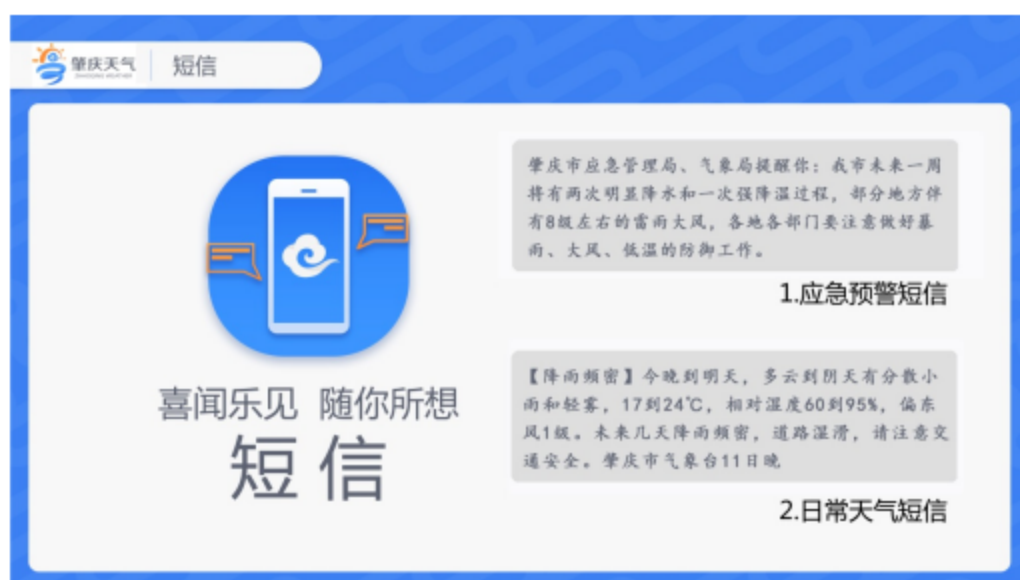 肇庆天气
ZHAOQING WEATHER
短信
喜闻乐见 随你所想
短信
肇庆市应急管理局、气象局提醒你：我市未来一周
将有两次明显降水和一次强降温过程，部分地方伴
有8级左右的雷雨大风，各地各部门要注意做好暴
雨、大风、低温的防御工作。
1.应急预警短信
【降雨频密】今晚到明天，多云到阴天有分散小
雨和轻雾，17到24℃，相对湿度60到95%，偏东
风1级。未来几天降雨频密，道路湿滑，请注意交
通安全。肇庆市气象台11日晚
2.日常天气短信